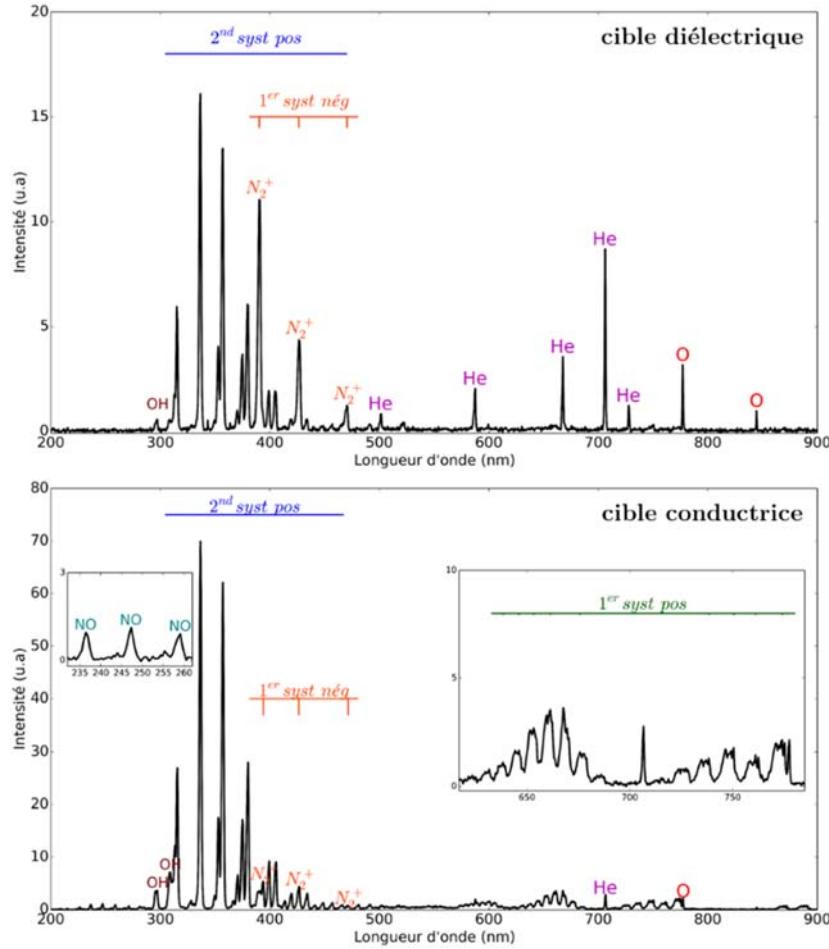 20
2nd syst pos
cible diélectrique
1er syst nég
15
N2+
He
10
Intensité (u.a)
N2+
5
He
O
He
N2+
He
He
O
OH
0
200 300 400 500 600 700 800 900
Longueur d'onde (nm)
80
2nd syst pos
cible conductrice
70
3
NO NO NO
0
235 240 245 250 255 260
10
1er syst pos
5
0
650 700 750
60
50
40
1er syst nég
Intensité (u.a)
30
20
10
OH
OH
N2+
N2+
N2+
He
O
0
200 300 400 500 600 700 800 900
Longueur d'onde (nm)